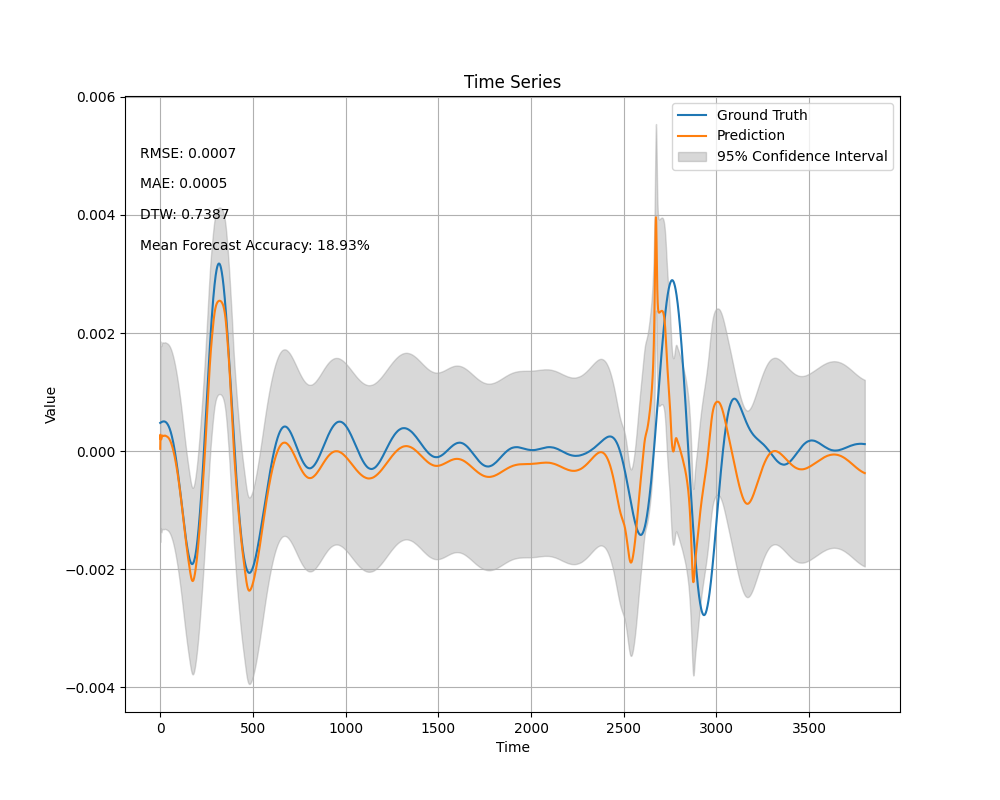 Time Series
0.006
0.004
0.002
0.000
−0.002
−0.004
Value
RMSE: 0.0007
MAE: 0.0005
DTW: 0.7387
Mean Forecast Accuracy: 18.93%
Ground Truth
Prediction
95% Confidence Interval
0 500 1000 1500 2000 2500 3000 3500
Time